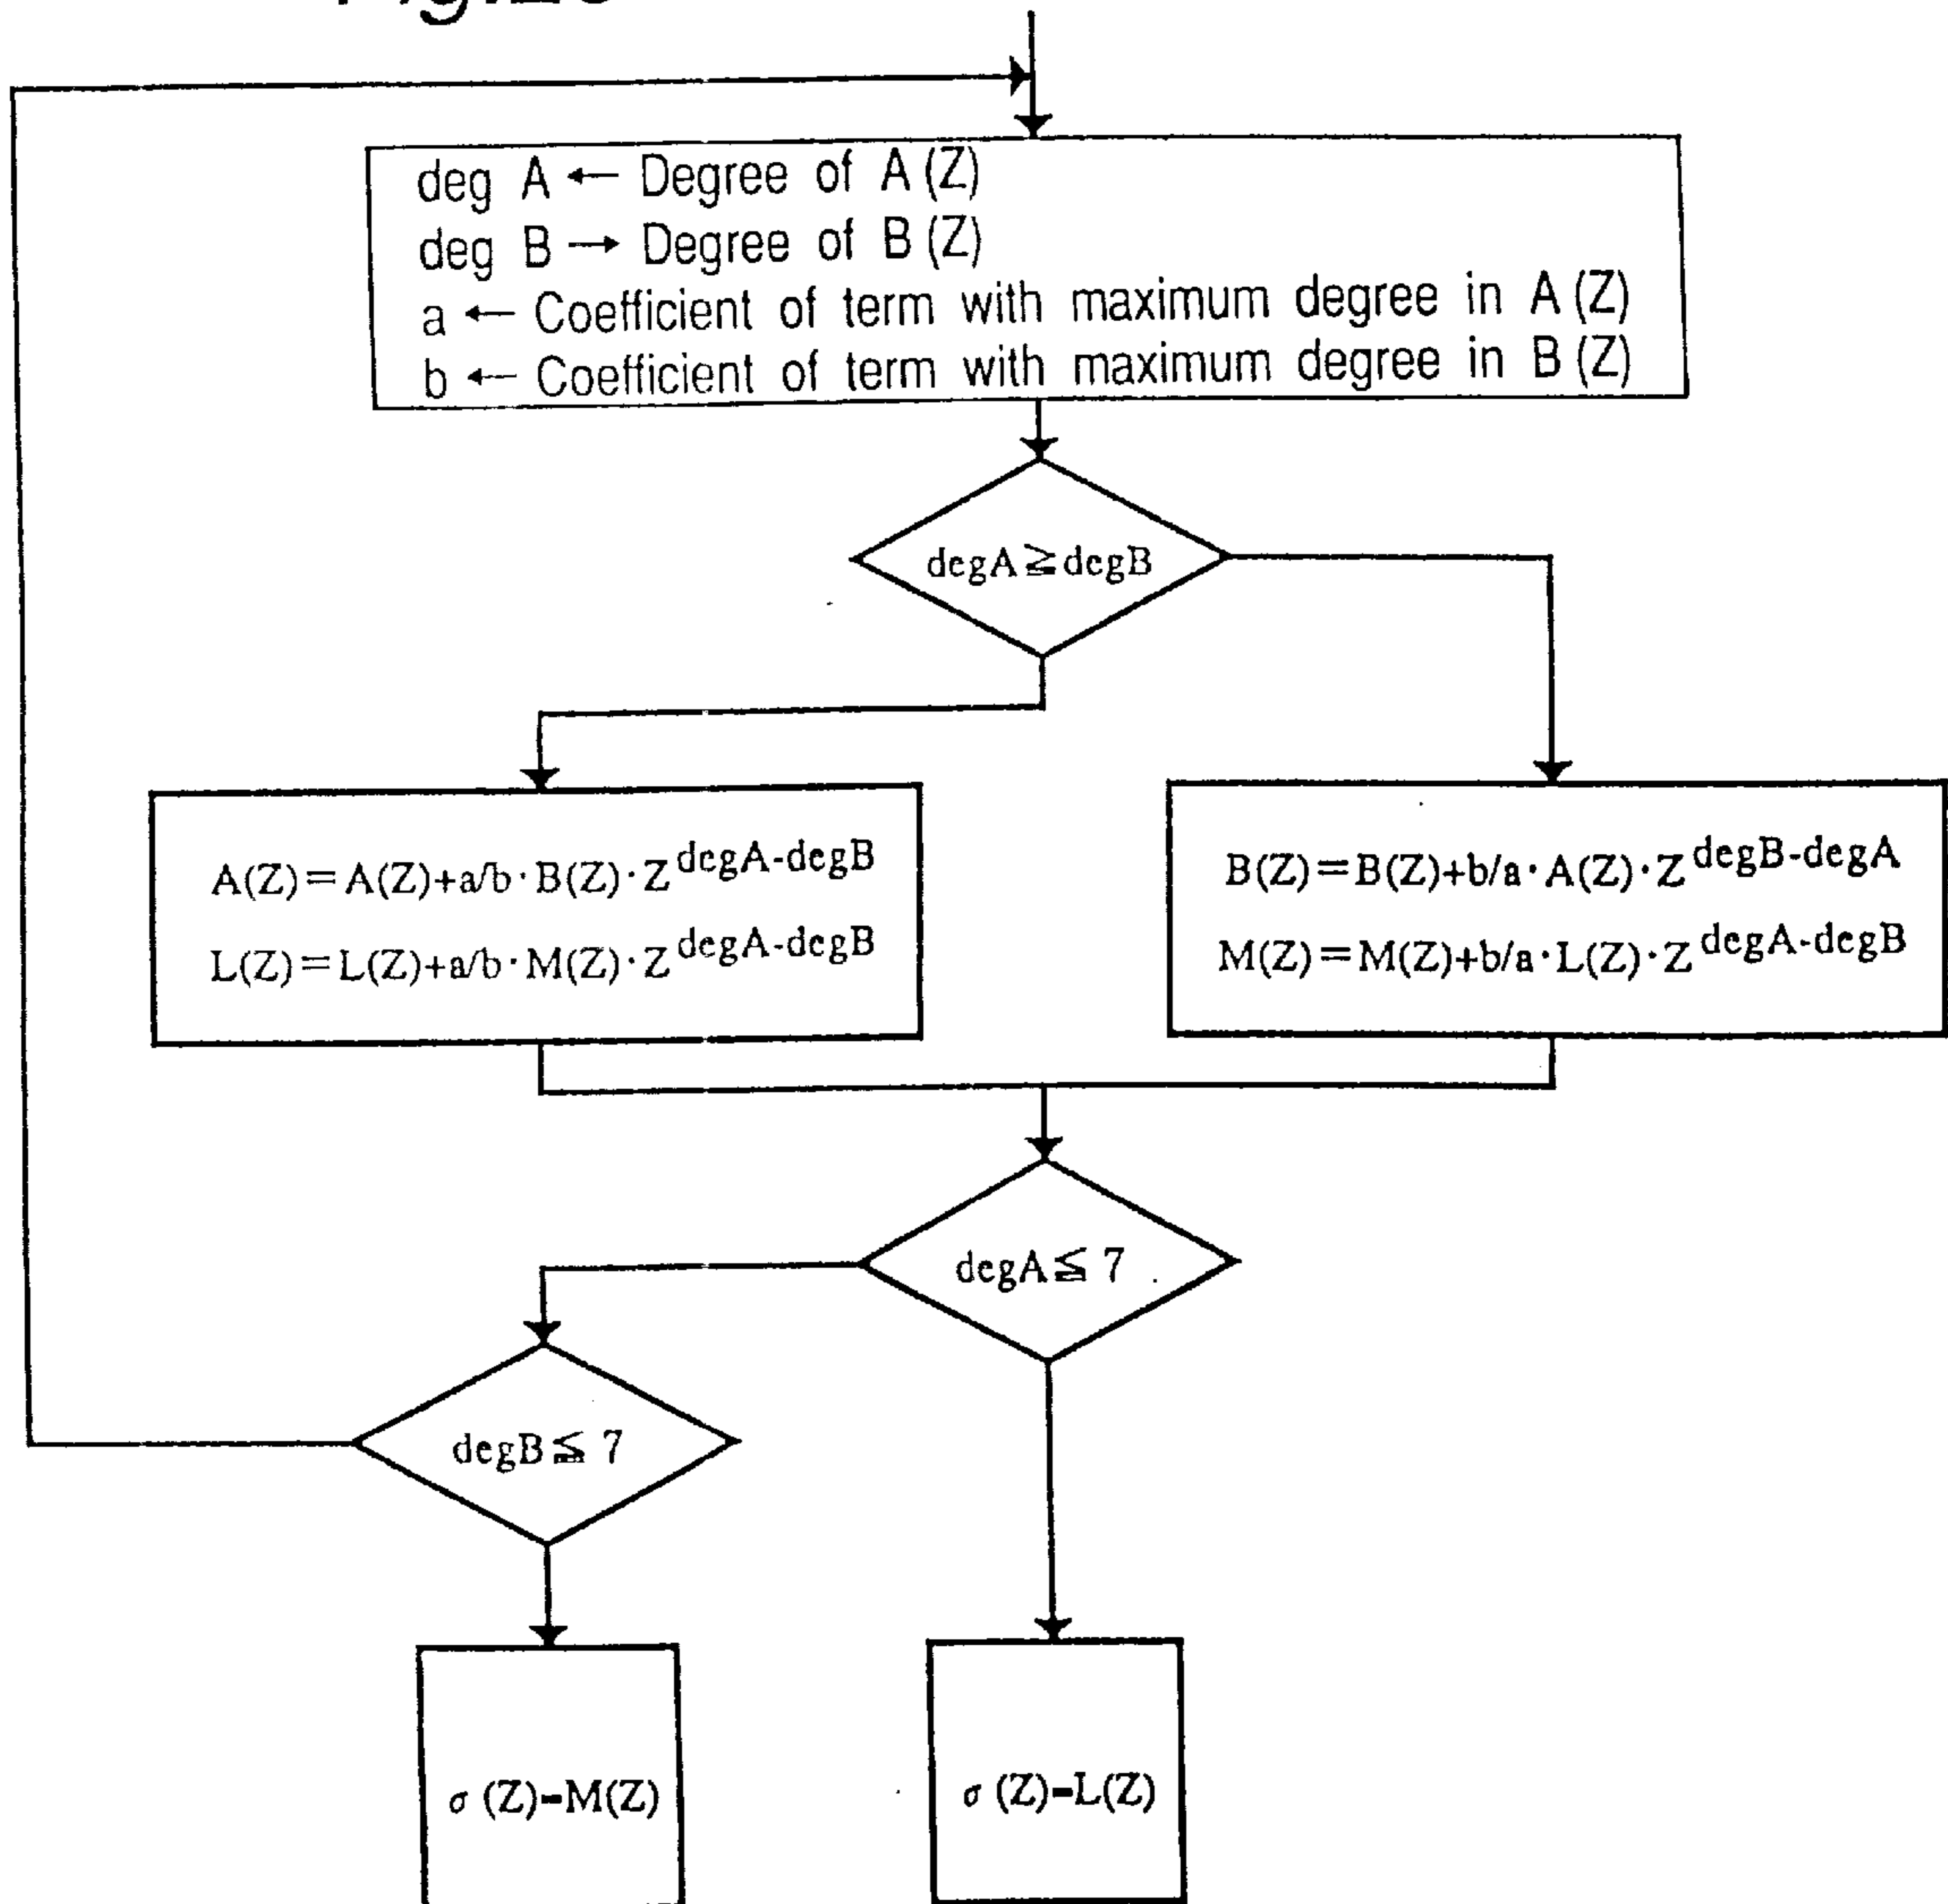 deg A ← Degree of A(Z)
deg B → Degree of B(Z)
a ← Coefficient of term with maximum degree in A(Z)
b ← Coefficient of term with maximum degree in B(Z)
degA≧degB
A(Z)=A(Z)+a/b·B(Z)·Z^degA-degB
L(Z)=L(Z)+a/b·M(Z)·Z^degA-degB
B(Z)=B(Z)+b/a·A(Z)·Z^degB-degA
M(Z)=M(Z)+b/a·L(Z)·Z^degA-degB
degA≦7
degB≦7
σ(Z)=M(Z)
σ(Z)=L(Z)